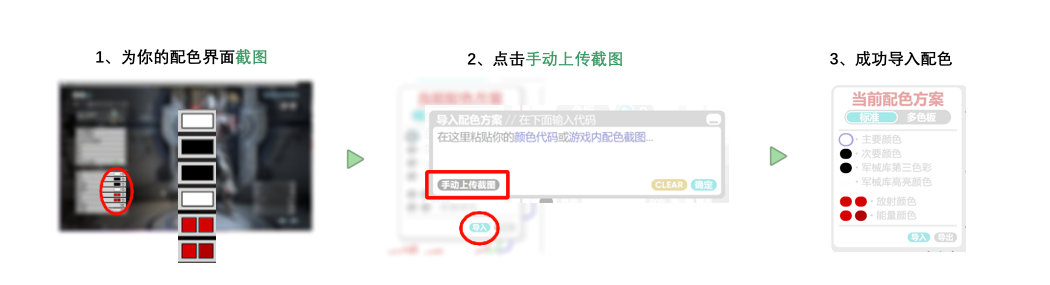 1、为你的配色界面截图
2、点击手动上传截图
3、成功导入配色
当前配色方案
导入配色方案 // 在下面输入代码
在这里粘贴你的颜色代码或游戏内配色截图...
手动上传截图
CLEAR
确定
导入
当前配色方案
标准
多色板
· 主要颜色
· 次要颜色
· 军械库第三色彩
· 军械库高亮颜色
· 放射颜色
· 能量颜色
导入
导出